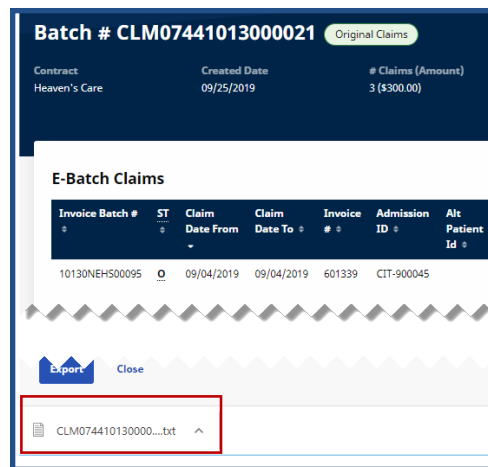 Batch # CLM07441013000021 Original Claims
Contract Created Date # Claims (Amount)
Heaven's Care 09/25/2019 3 ($300.00)
E-Batch Claims
Invoice Batch # ST Claim Date From Claim Date To Invoice # Admission ID Alt Patient Id
10130NEHS00095 O 09/04/2019 09/04/2019 601339 CIT-900045
Export Close
CLM074410130000....txt